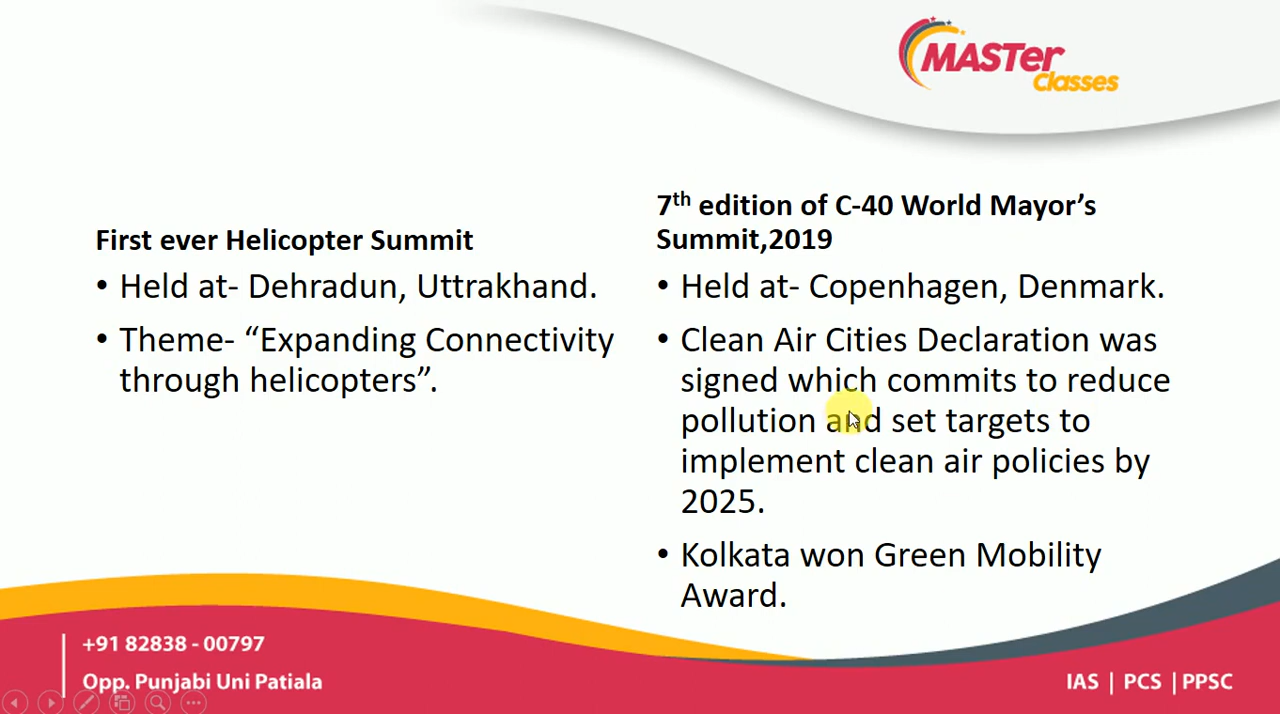 MASTer
Classes
First ever Helicopter Summit
• Held at- Dehradun, Uttrakhand.
• Theme- “Expanding Connectivity
through helicopters”.
7th edition of C-40 World Mayor’s
Summit,2019
• Held at- Copenhagen, Denmark.
• Clean Air Cities Declaration was
signed which commits to reduce
pollution and set targets to
implement clean air policies by
2025.
• Kolkata won Green Mobility
Award.
+91 82838 - 00797
Opp. Punjabi Uni Patiala
IAS | PCS | PPSC